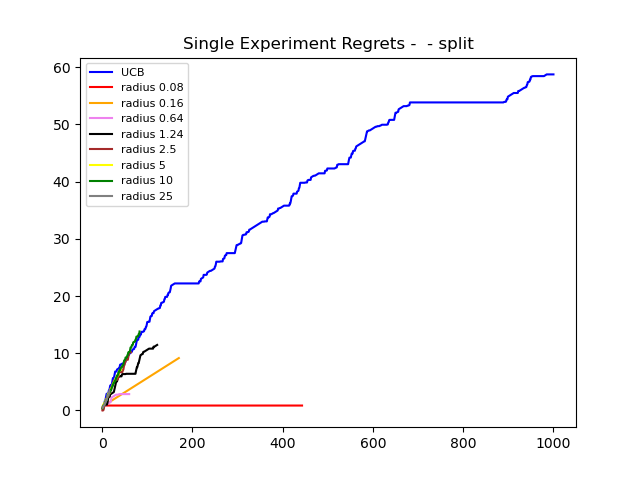 Single Experiment Regrets -  - split
UCB
radius 0.08
radius 0.16
radius 0.64
radius 1.24
radius 2.5
radius 5
radius 10
radius 25
60
50
40
30
20
10
0
0 200 400 600 800 1000